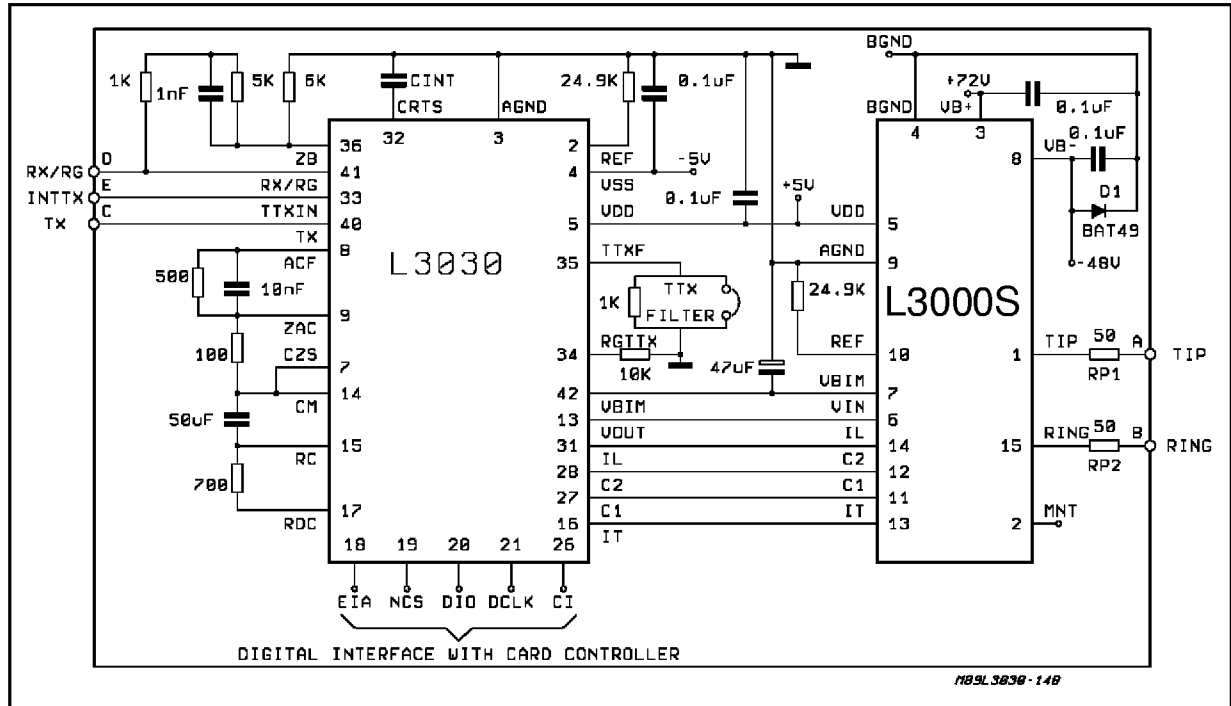 BGND
1K
1nF
5K
6K
CINT
24.9K
0.1uF
+72V
CRTS
AGND
BGND
VB+
0.1uF
32
3
4
3
0.1uF
36
2
8
VB-
D
ZB
REF
RX/RG
41
4
-5V
E
RX/RG
VSS
+5V
D1
INTTX
33
0.1uF
C
TTXIN
VDD
VDD
BAT49
TX
40
5
5
TX
TTXF
AGND
8
35
9
-48V
ACF
L3030
500
10nF
TTX
24.9K
1K
FILTER
L3000S
9
ZAC
RGTTX
REF
50
A
100
CZS
34
10
1
TIP
TIP
7
10K
47uF
VBIM
RP1
14
42
7
CM
VBIM
VIN
50uF
13
6
VOUT
IL
RING
50
B
15
31
14
15
RING
RC
IL
C2
RP2
28
12
700
C2
C1
27
11
17
C1
IT
MNT
RDC
16
13
2
IT
18
19
20
21
26
EIA
NCS
DIO
DCLK
CI
DIGITAL INTERFACE WITH CARD CONTROLLER
M89L3030-14B